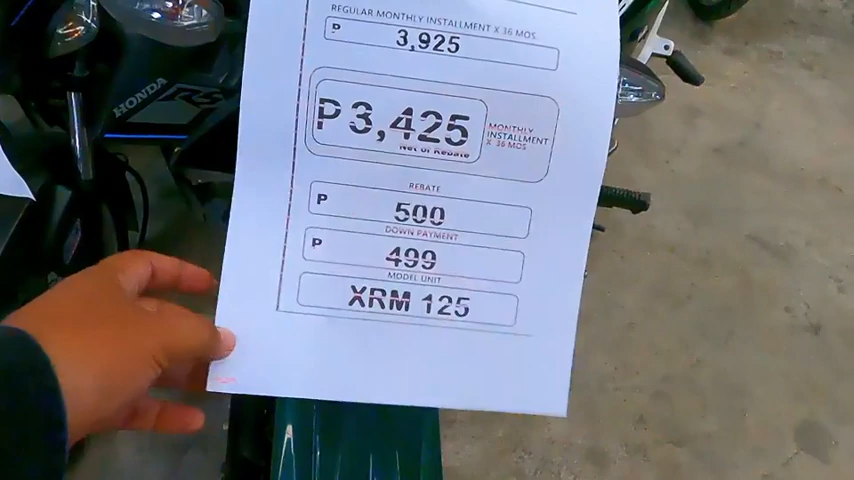 REGULAR MONTHLY INSTALLMENT X 36 MOS
P 3,925
P 3,425
Net of Rebate
MONTHLY
INSTALLMENT
X 36 MOS
REBATE
P 500
DOWN PAYMENT
P 499
MODEL UNIT
XRM 125
HONDA